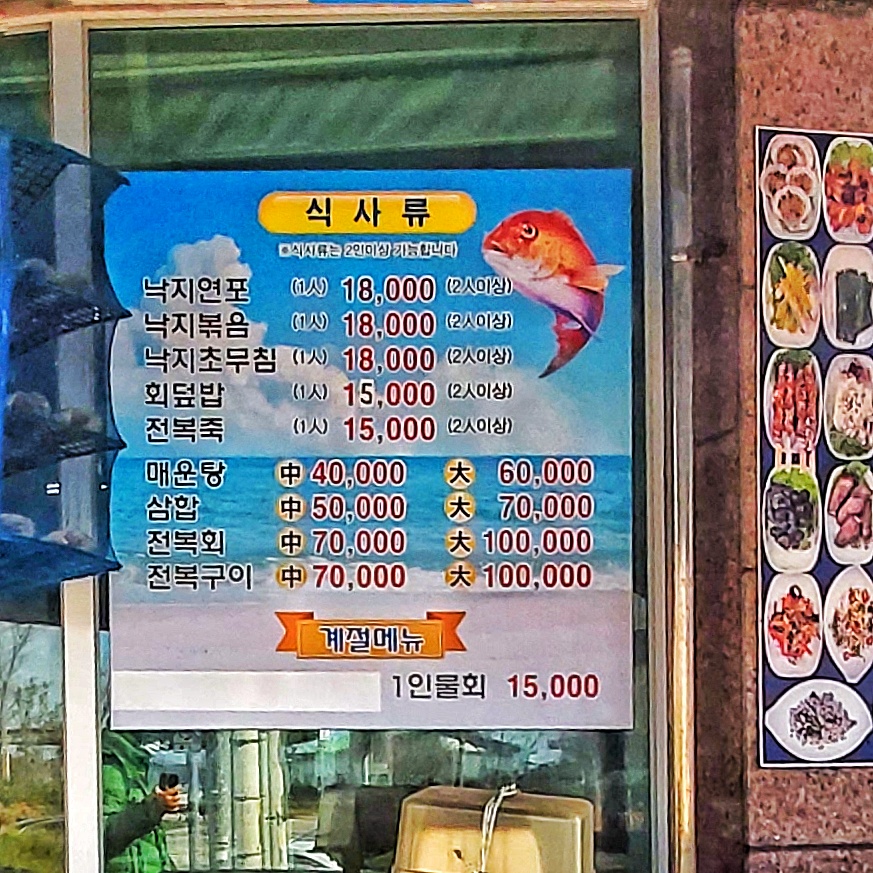 식사류
※식사류는 2인이상 가능합니다
낙지연포 (1人) 18,000 (2人이상)
낙지볶음 (1人) 18,000 (2人이상)
낙지초무침 (1人) 18,000 (2人이상)
회덮밥 (1人) 15,000 (2人이상)
전복죽 (1人) 15,000 (2人이상)
매운탕 中 40,000 大 60,000
삼합 中 50,000 大 70,000
전복회 中 70,000 大 100,000
전복구이 中 70,000 大 100,000
계절메뉴
1인물회 15,000